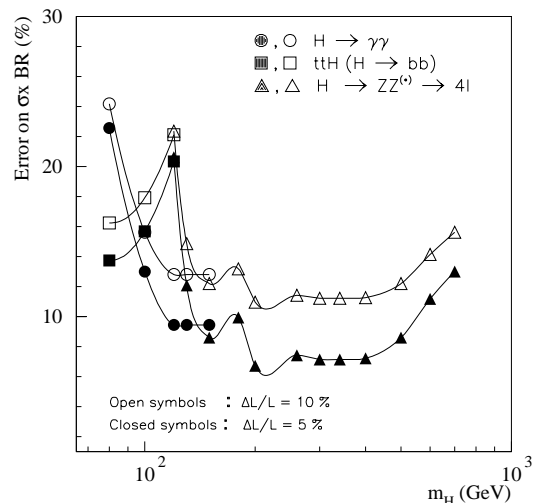 Error on σx BR (%)
30
20
10
, H → γγ
, ttH (H → bb)
, H → ZZ(*) → 4l
Open symbols : ΔL/L = 10 %
Closed symbols : ΔL/L = 5 %
10²
10³
m_H (GeV)